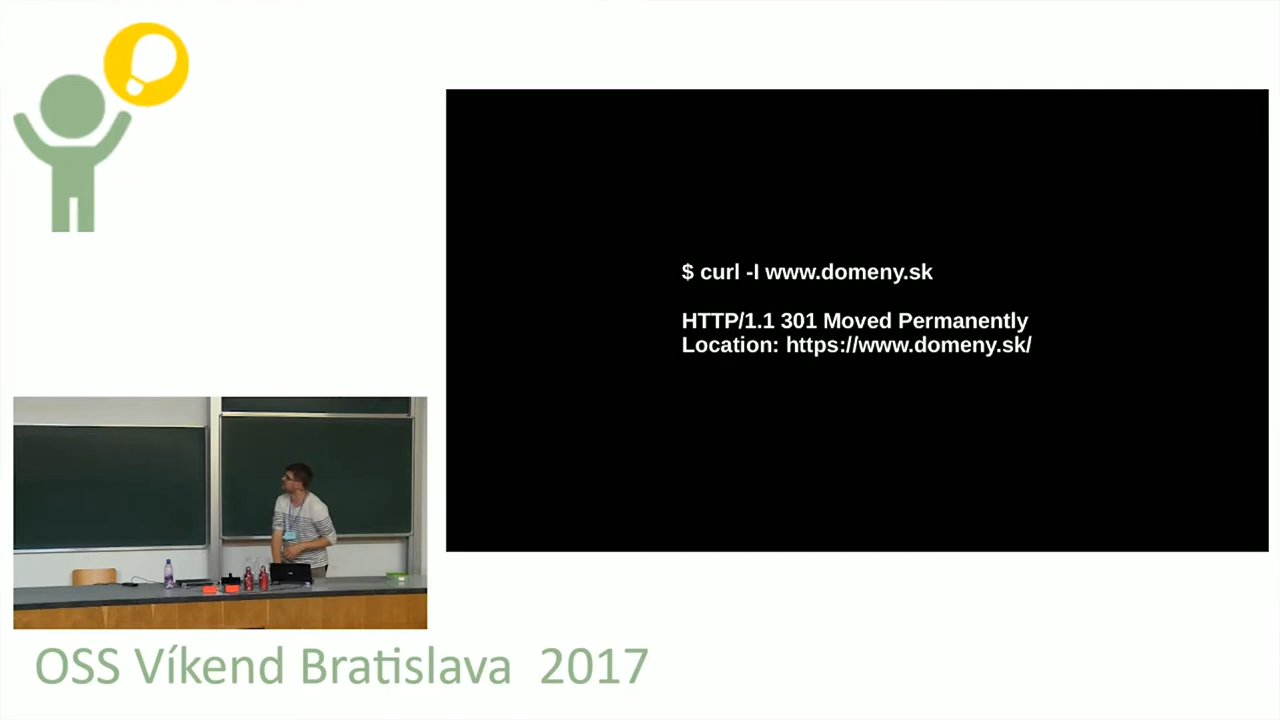 $ curl -I www.domeny.sk
HTTP/1.1 301 Moved Permanently
Location: https://www.domeny.sk/
OSS Víkend Bratislava 2017